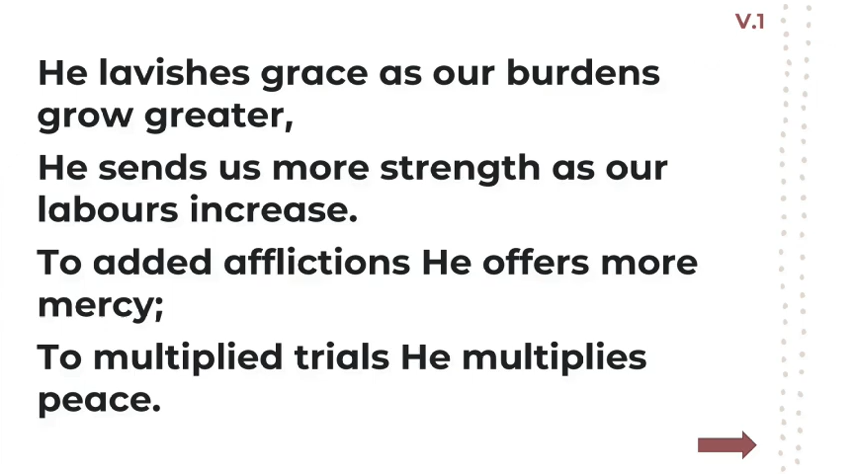 V.1
He lavishes grace as our burdens
grow greater,
He sends us more strength as our
labours increase.
To added afflictions He offers more
mercy;
To multiplied trials He multiplies
peace.